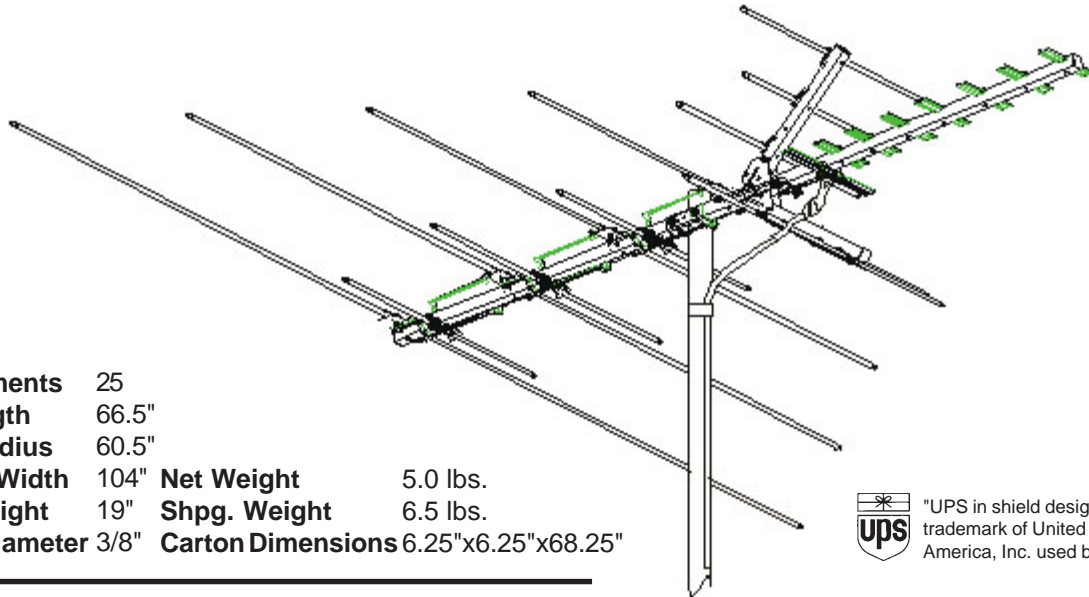 ments 25
gth 66.5"
dius 60.5"
Width 104" Net Weight 5.0 lbs.
ight 19" Shpg. Weight 6.5 lbs.
ameter 3/8" Carton Dimensions 6.25"x6.25"x68.25"
ups
"UPS in shield desig
trademark of United
America, Inc. used b